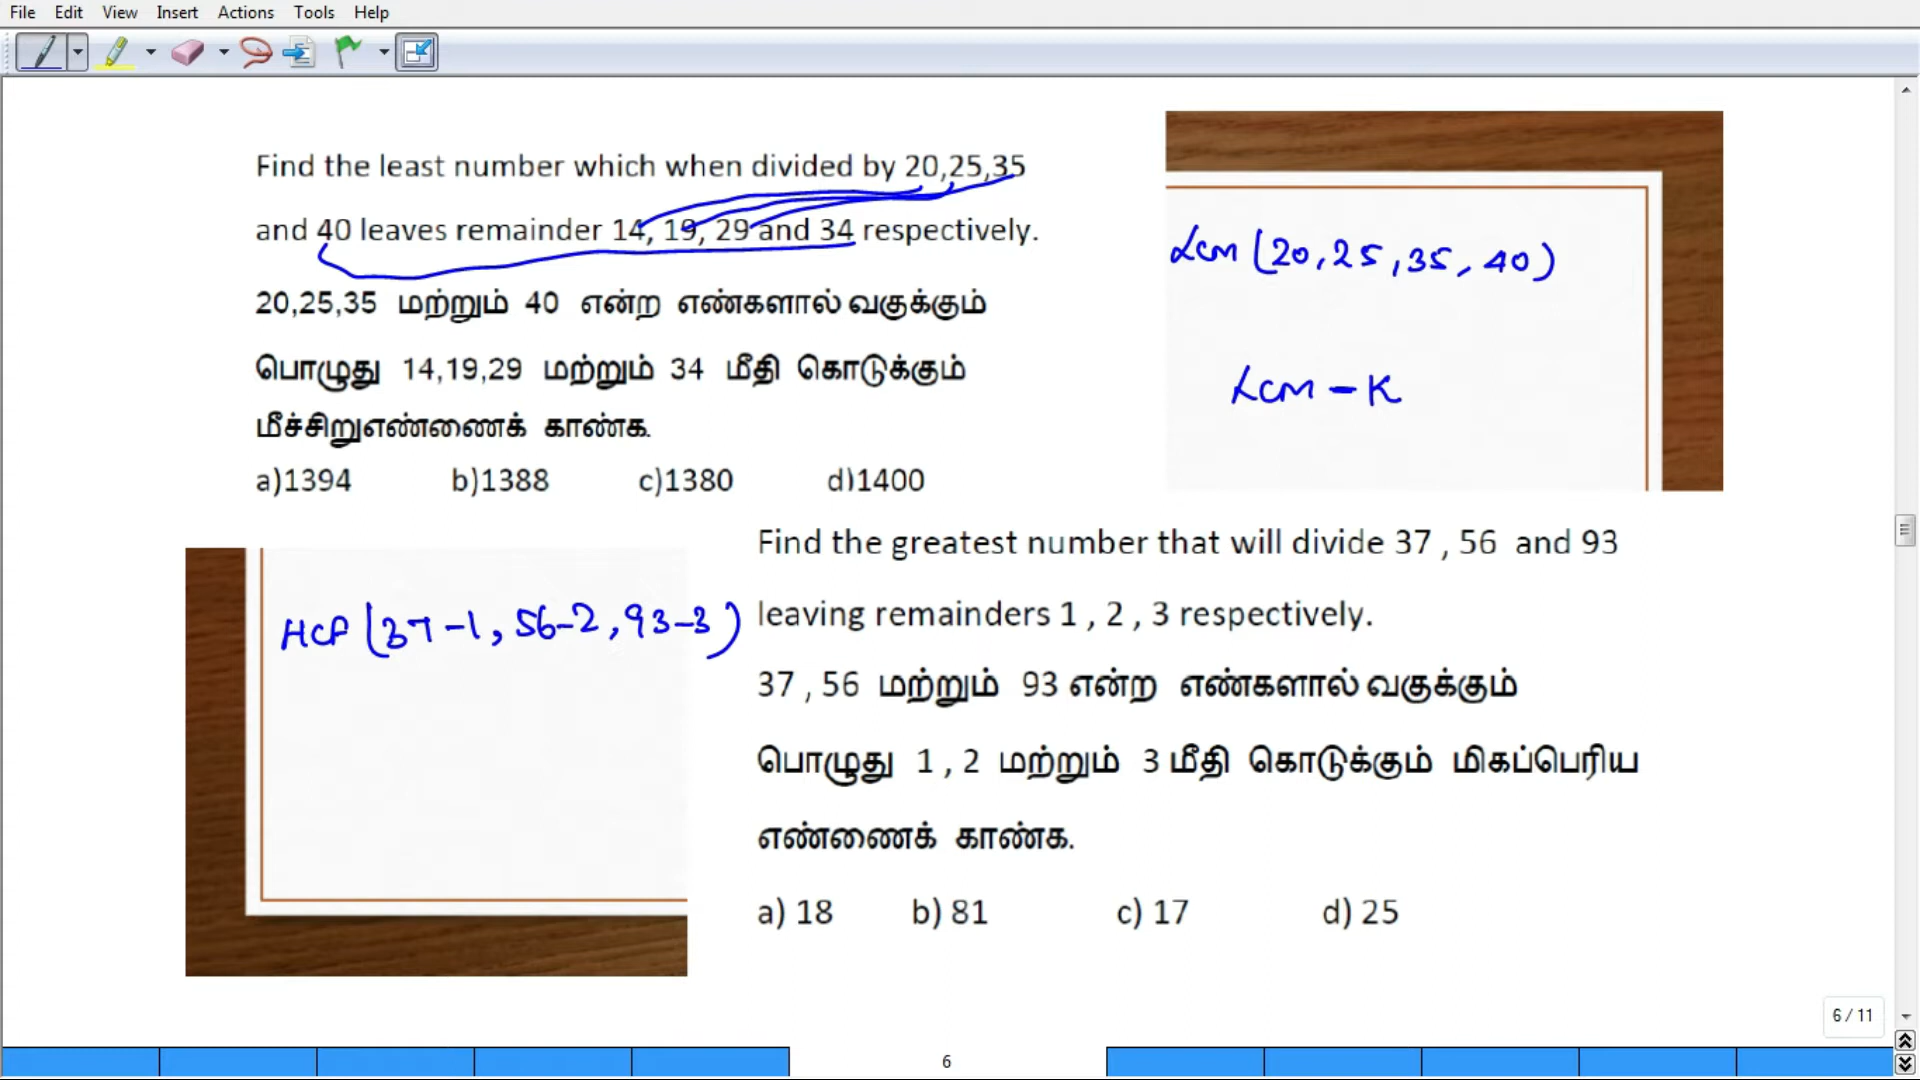 File Edit View Insert Actions Tools Help
Find the least number which when divided by 20,25,35
and 40 leaves remainder 14, 19, 29 and 34 respectively.
20,25,35 மற்றும் 40 என்ற எண்களால் வகுக்கும்
பொழுது 14,19,29 மற்றும் 34 மீதி கொடுக்கும்
மீச்சிறுஎண்ணைக் காண்க.
a)1394 b)1388 c)1380 d)1400
LCM (20,25,35,40)
LCM - K
HCF (37-1, 56-2, 93-3)
Find the greatest number that will divide 37 , 56 and 93
leaving remainders 1 , 2 , 3 respectively.
37 , 56 மற்றும் 93 என்ற எண்களால் வகுக்கும்
பொழுது 1 , 2 மற்றும் 3 மீதி கொடுக்கும் மிகப்பெரிய
எண்ணைக் காண்க.
a) 18 b) 81 c) 17 d) 25
6 / 11
6